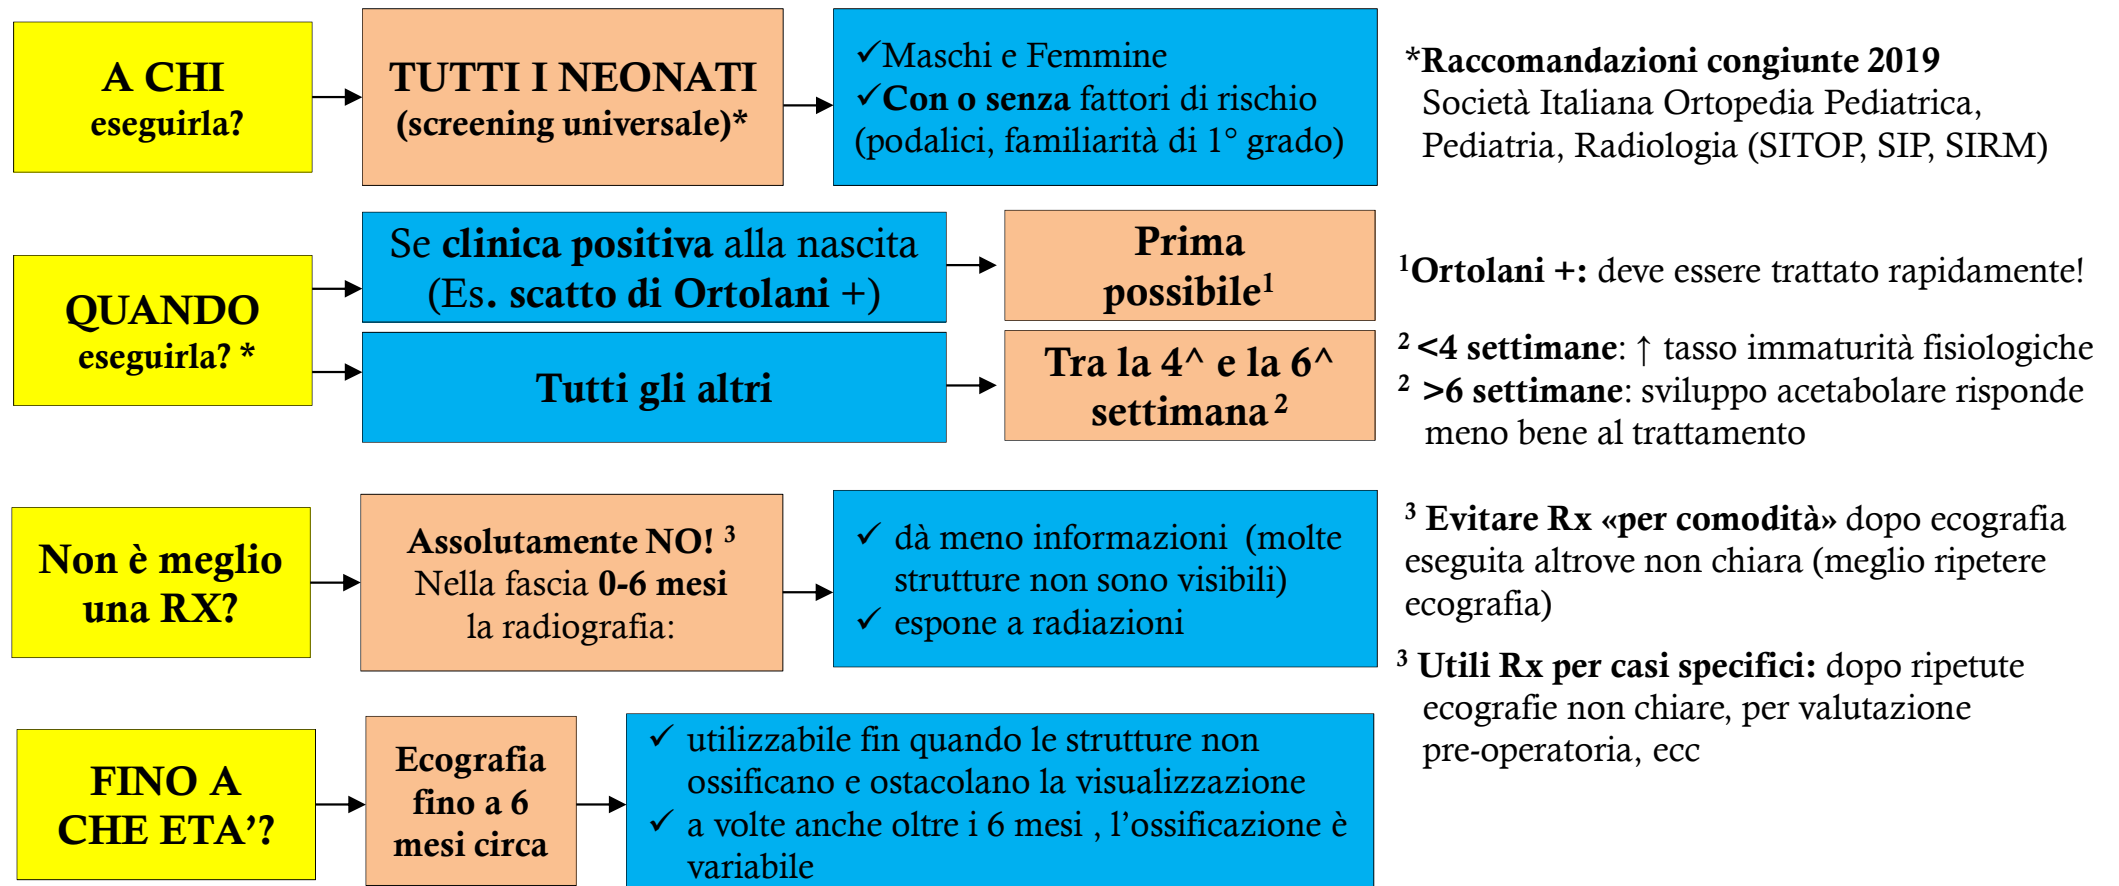 A CHI
eseguirla?
TUTTI I NEONATI
(screening universale)*
✓Maschi e Femmine
✓Con o senza fattori di rischio
(podalici, familiarità di 1° grado)
*Raccomandazioni congiunte 2019
Società Italiana Ortopedia Pediatrica,
Pediatria, Radiologia (SITOP, SIP, SIRM)
QUANDO
eseguirla? *
Se clinica positiva alla nascita
(Es. scatto di Ortolani +)
Prima
possibile¹
¹Ortolani +: deve essere trattato rapidamente!
Tutti gli altri
Tra la 4^ e la 6^
settimana ²
² <4 settimane: ↑ tasso immaturità fisiologiche
² >6 settimane: sviluppo acetabolare risponde
meno bene al trattamento
Non è meglio
una RX?
Assolutamente NO! ³
Nella fascia 0-6 mesi
la radiografia:
✓ dà meno informazioni (molte
strutture non sono visibili)
✓ espone a radiazioni
³ Evitare Rx «per comodità» dopo ecografia
eseguita altrove non chiara (meglio ripetere
ecografia)
³ Utili Rx per casi specifici: dopo ripetute
ecografie non chiare, per valutazione
pre-operatoria, ecc
FINO A
CHE ETA’?
Ecografia
fino a 6
mesi circa
✓ utilizzabile fin quando le strutture non
ossificano e ostacolano la visualizzazione
✓ a volte anche oltre i 6 mesi , l’ossificazione è
variabile